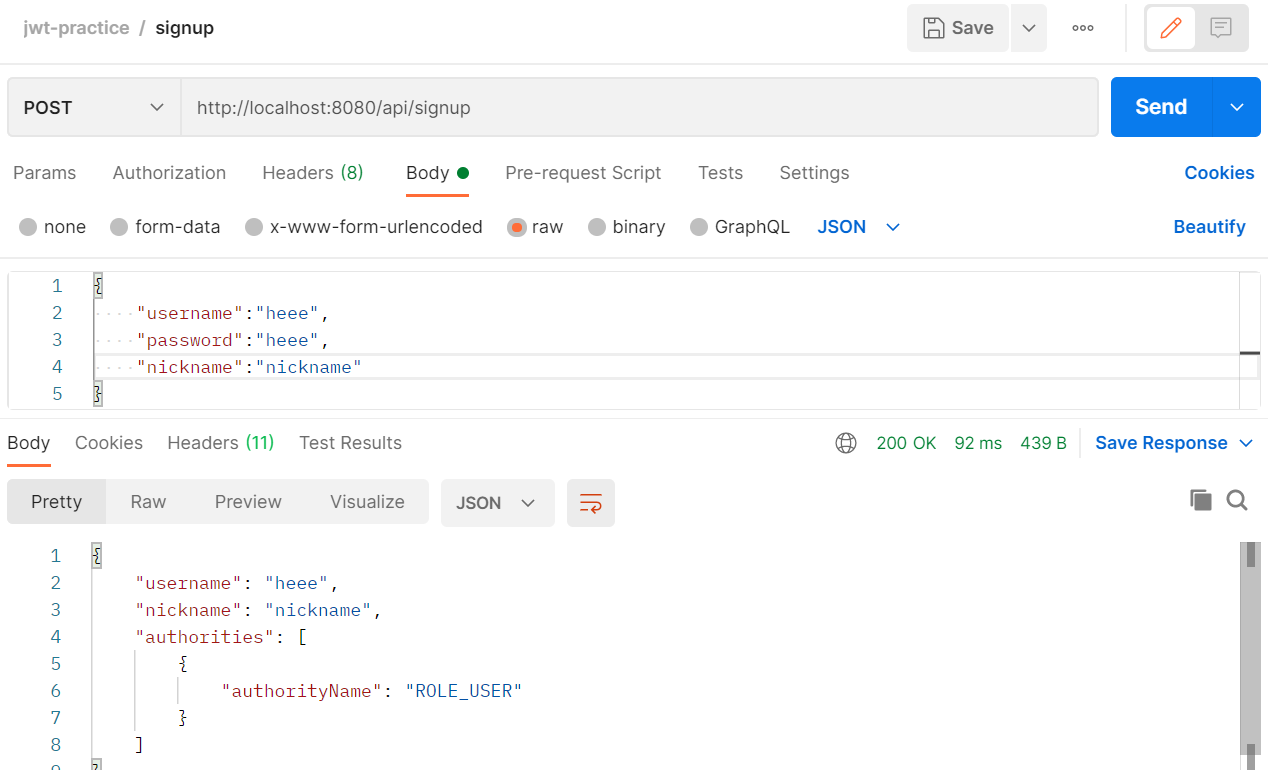 jwt-practice / signup
Save
POST
http://localhost:8080/api/signup
Send
Params Authorization Headers (8) Body Pre-request Script Tests Settings Cookies
none form-data x-www-form-urlencoded raw binary GraphQL JSON Beautify
1 {
2 "username":"heee",
3 "password":"heee",
4 "nickname":"nickname"
5 }
Body Cookies Headers (11) Test Results 200 OK 92 ms 439 B Save Response
Pretty Raw Preview Visualize JSON
1 {
2 "username": "heee",
3 "nickname": "nickname",
4 "authorities": [
5 {
6 "authorityName": "ROLE_USER"
7 }
8 ]
9 }